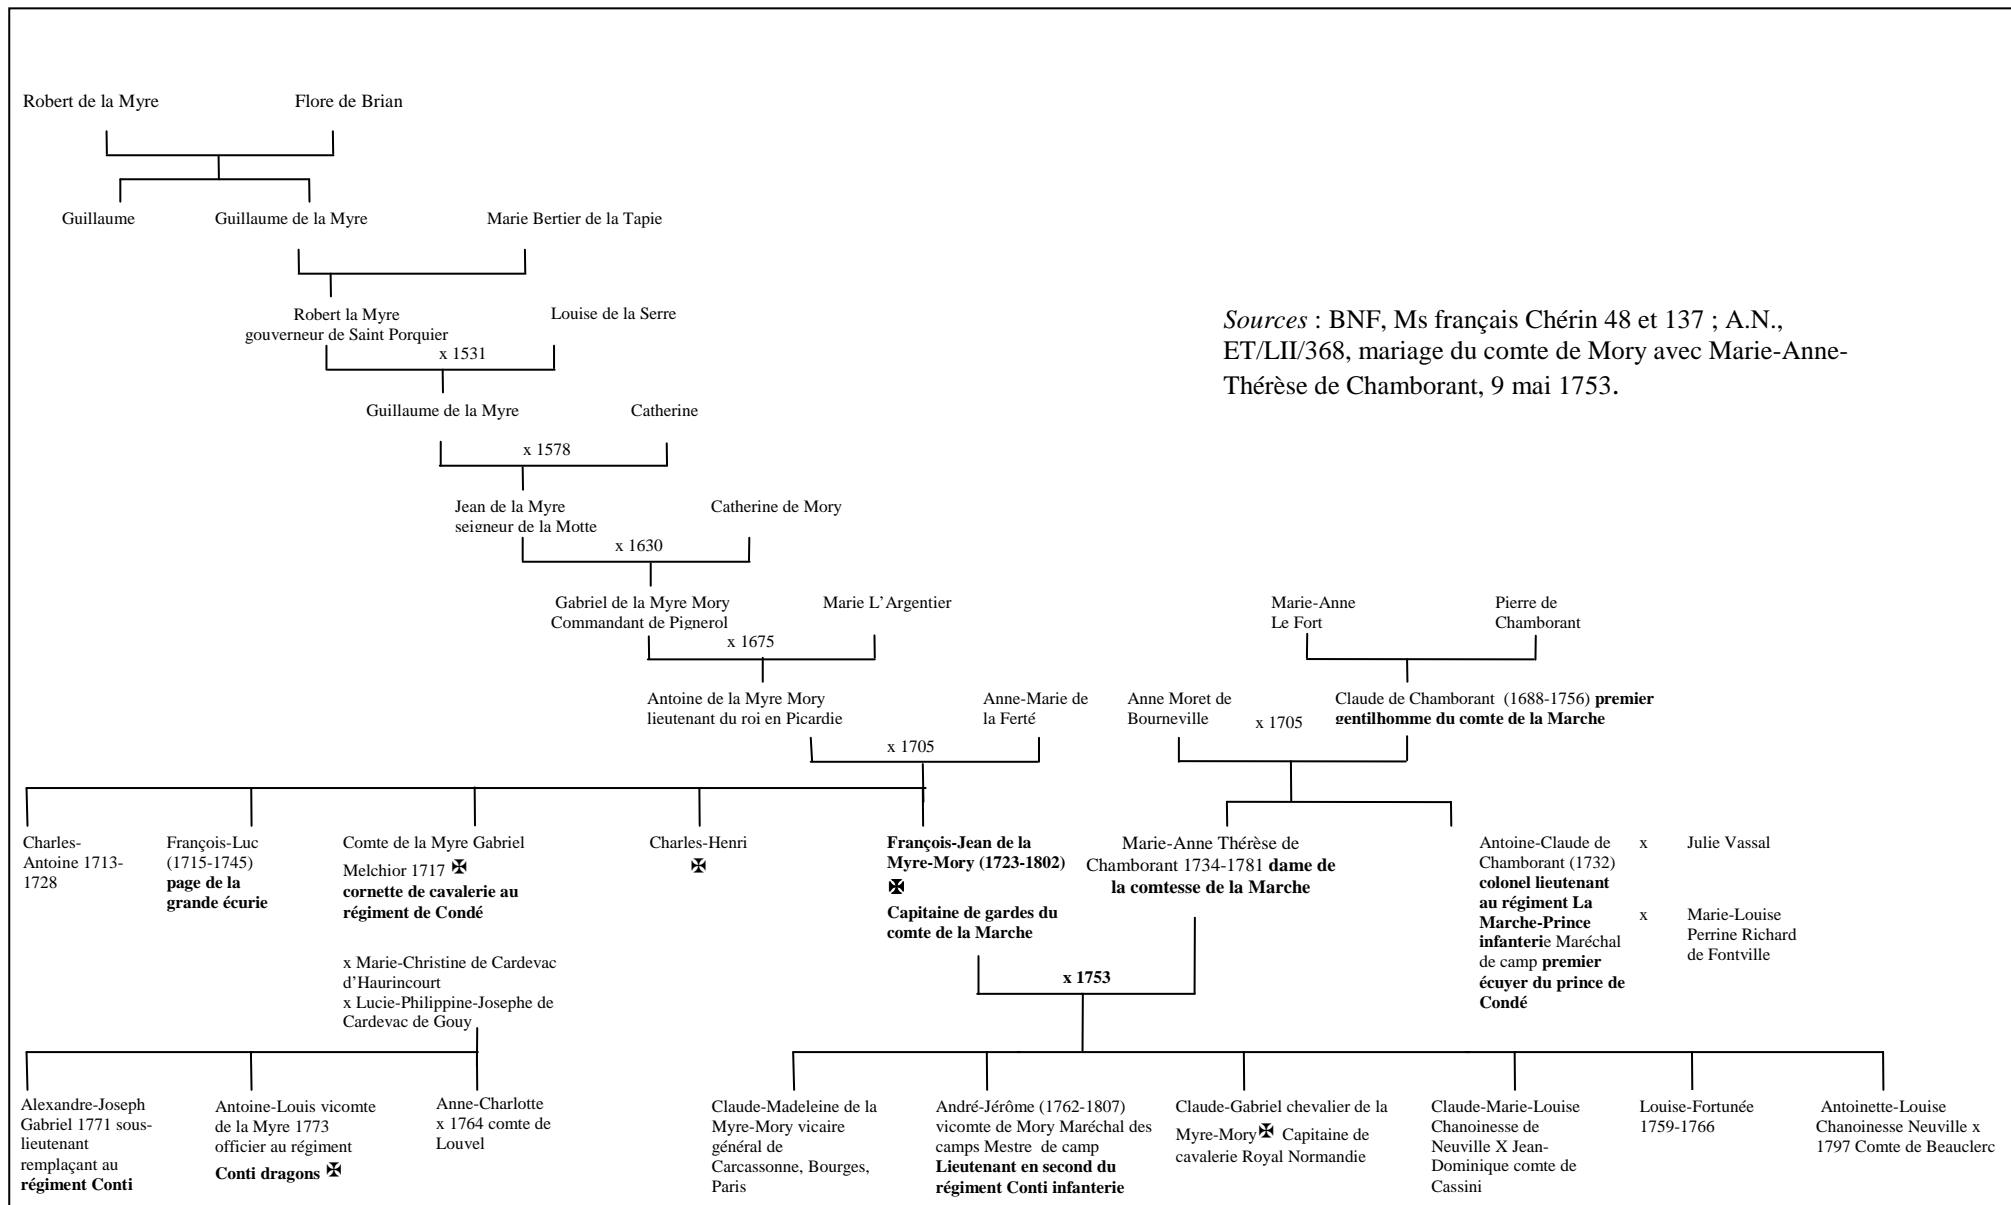 Robert de la Myre
Flore de Brian
Guillaume
Guillaume de la Myre
Marie Bertier de la Tapie
Robert la Myre
gouverneur de Saint Porquier
Louise de la Serre
x 1531
Sources : BNF, Ms français Chérin 48 et 137 ; A.N.,
ET/LII/368, mariage du comte de Mory avec Marie-Anne-
Thérèse de Chamborant, 9 mai 1753.
Guillaume de la Myre
Catherine
x 1578
Jean de la Myre
seigneur de la Motte
Catherine de Mory
x 1630
Gabriel de la Myre Mory
Commandant de Pignerol
Marie L’Argentier
x 1675
Marie-Anne
Le Fort
Pierre de
Chamborant
Antoine de la Myre Mory
lieutenant du roi en Picardie
Anne-Marie de
la Ferté
x 1705
Anne Moret de
Bourneville
x 1705
Claude de Chamborant (1688-1756) premier
gentilhomme du comte de la Marche
Charles-
Antoine 1713-
1728
François-Luc
(1715-1745)
page de la
grande écurie
Comte de la Myre Gabriel
Melchior 1717 ✠
cornette de cavalerie au
régiment de Condé
x Marie-Christine de Cardevac
d’Haurincourt
x Lucie-Philippine-Josephe de
Cardevac de Gouy
Charles-Henri
✠
François-Jean de la
Myre-Mory (1723-1802)
✠
Capitaine de gardes du
comte de la Marche
Marie-Anne Thérèse de
Chamborant 1734-1781 dame de
la comtesse de la Marche
x 1753
Antoine-Claude de
Chamborant (1732)
colonel lieutenant
au régiment La
Marche-Prince
infanterie Maréchal
de camp premier
écuyer du prince de
Condé
x Julie Vassal
x Marie-Louise
Perrine Richard
de Fontville
Alexandre-Joseph
Gabriel 1771 sous-
lieutenant
remplaçant au
régiment Conti
Antoine-Louis vicomte
de la Myre 1773
officier au régiment
Conti dragons ✠
Anne-Charlotte
x 1764 comte de
Louvel
Claude-Madeleine de la
Myre-Mory vicaire
général de
Carcassonne, Bourges,
Paris
André-Jérôme (1762-1807)
vicomte de Mory Maréchal des
camps Mestre de camp
Lieutenant en second du
régiment Conti infanterie
Claude-Gabriel chevalier de la
Myre-Mory✠ Capitaine de
cavalerie Royal Normandie
Claude-Marie-Louise
Chanoinesse de
Neuville X Jean-
Dominique comte de
Cassini
Louise-Fortunée
1759-1766
Antoinette-Louise
Chanoinesse Neuville x
1797 Comte de Beauclerc